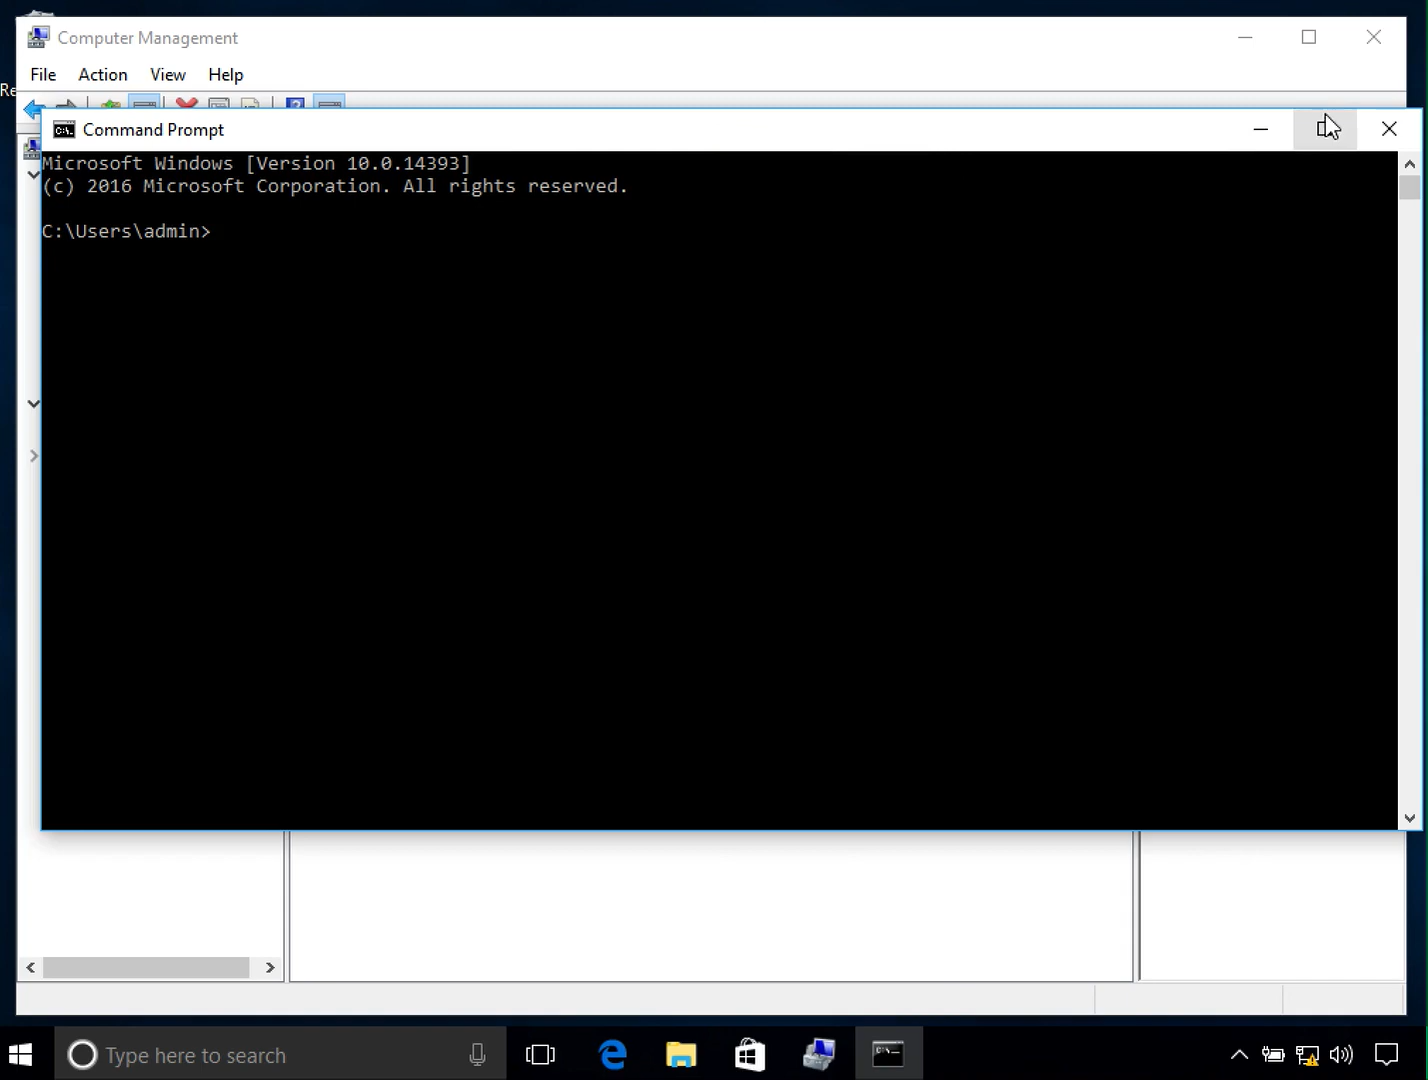 Computer Management
File Action View Help
Re
Command Prompt
Microsoft Windows [Version 10.0.14393]
(c) 2016 Microsoft Corporation. All rights reserved.
C:\Users\admin>
Type here to search